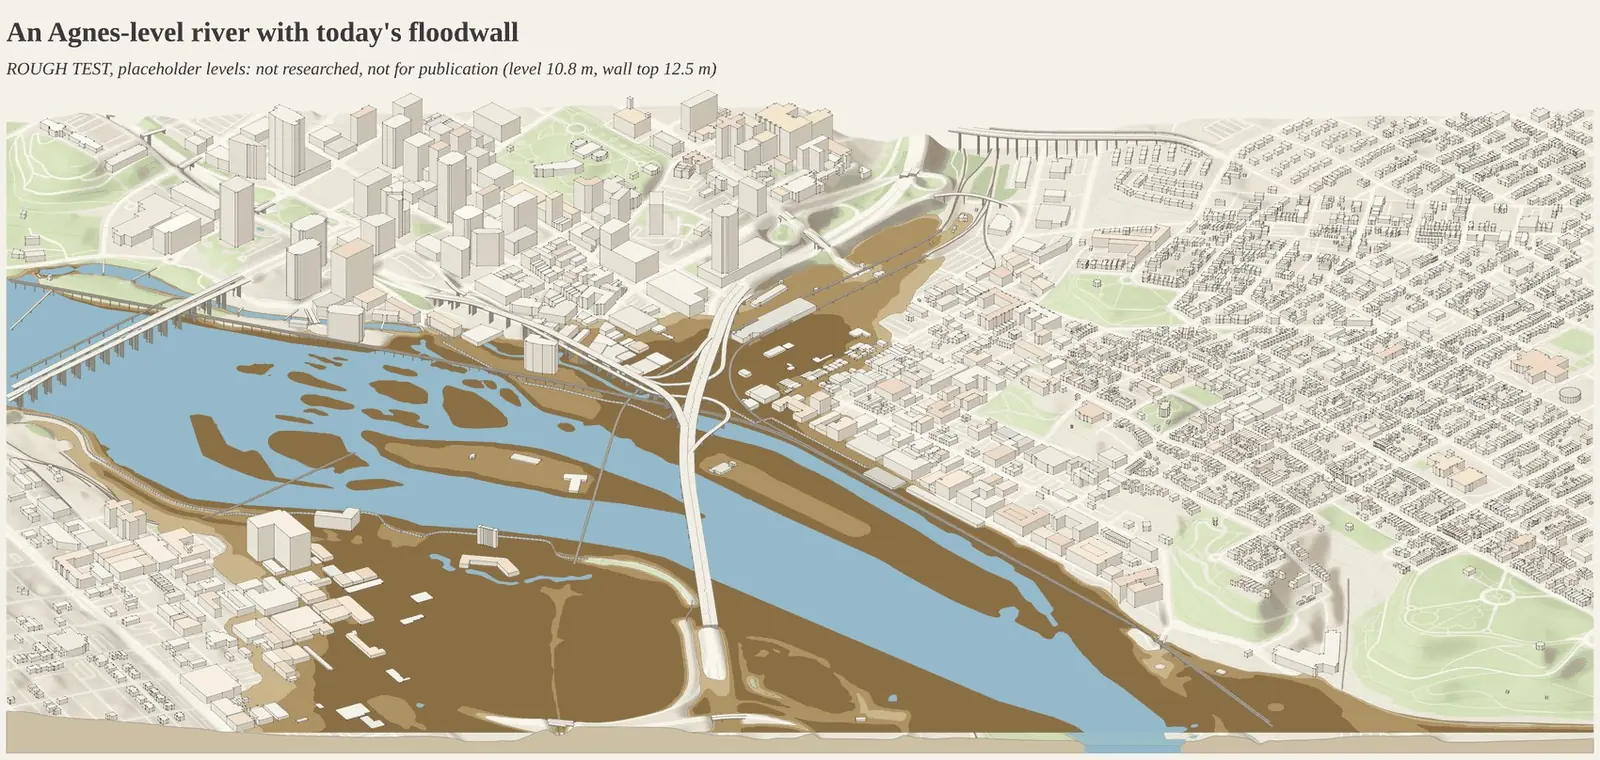 An Agnes-level river with today's floodwall
ROUGH TEST, placeholder levels: not researched, not for publication (level 10.8 m, wall top 12.5 m)